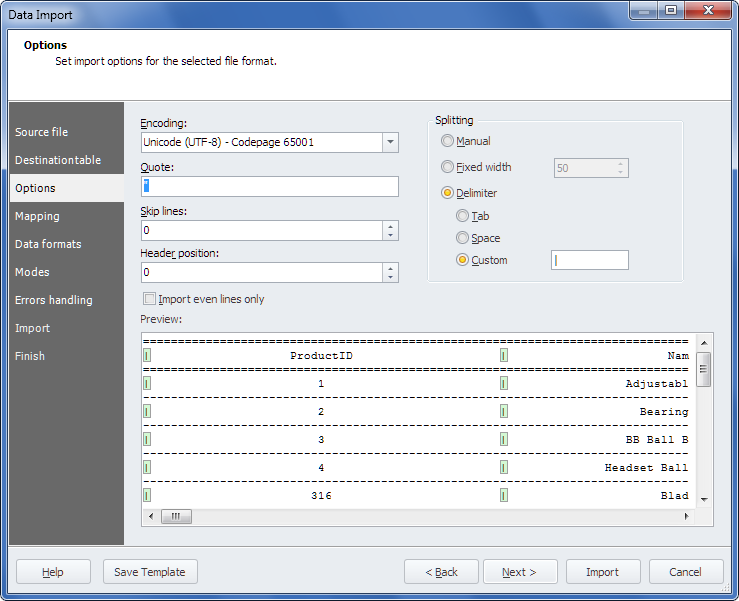 Data Import
Options
Set import options for the selected file format.
Source file
Destinationtable
Options
Mapping
Data formats
Modes
Errors handling
Import
Finish
Encoding:
Unicode (UTF-8) - Codepage 65001
Quote:
"
Skip lines:
0
Header position:
0
Import even lines only
Splitting
Manual
Fixed width 50
Delimiter
Tab
Space
Custom |
Preview:
==============================================================================
| ProductID | Nam
==============================================================================
| 1 | Adjustabl
------------------------------------------------------------------------------
| 2 | Bearing
------------------------------------------------------------------------------
| 3 | BB Ball B
------------------------------------------------------------------------------
| 4 | Headset Ball
------------------------------------------------------------------------------
| 316 | Blad
Help Save Template < Back Next > Import Cancel